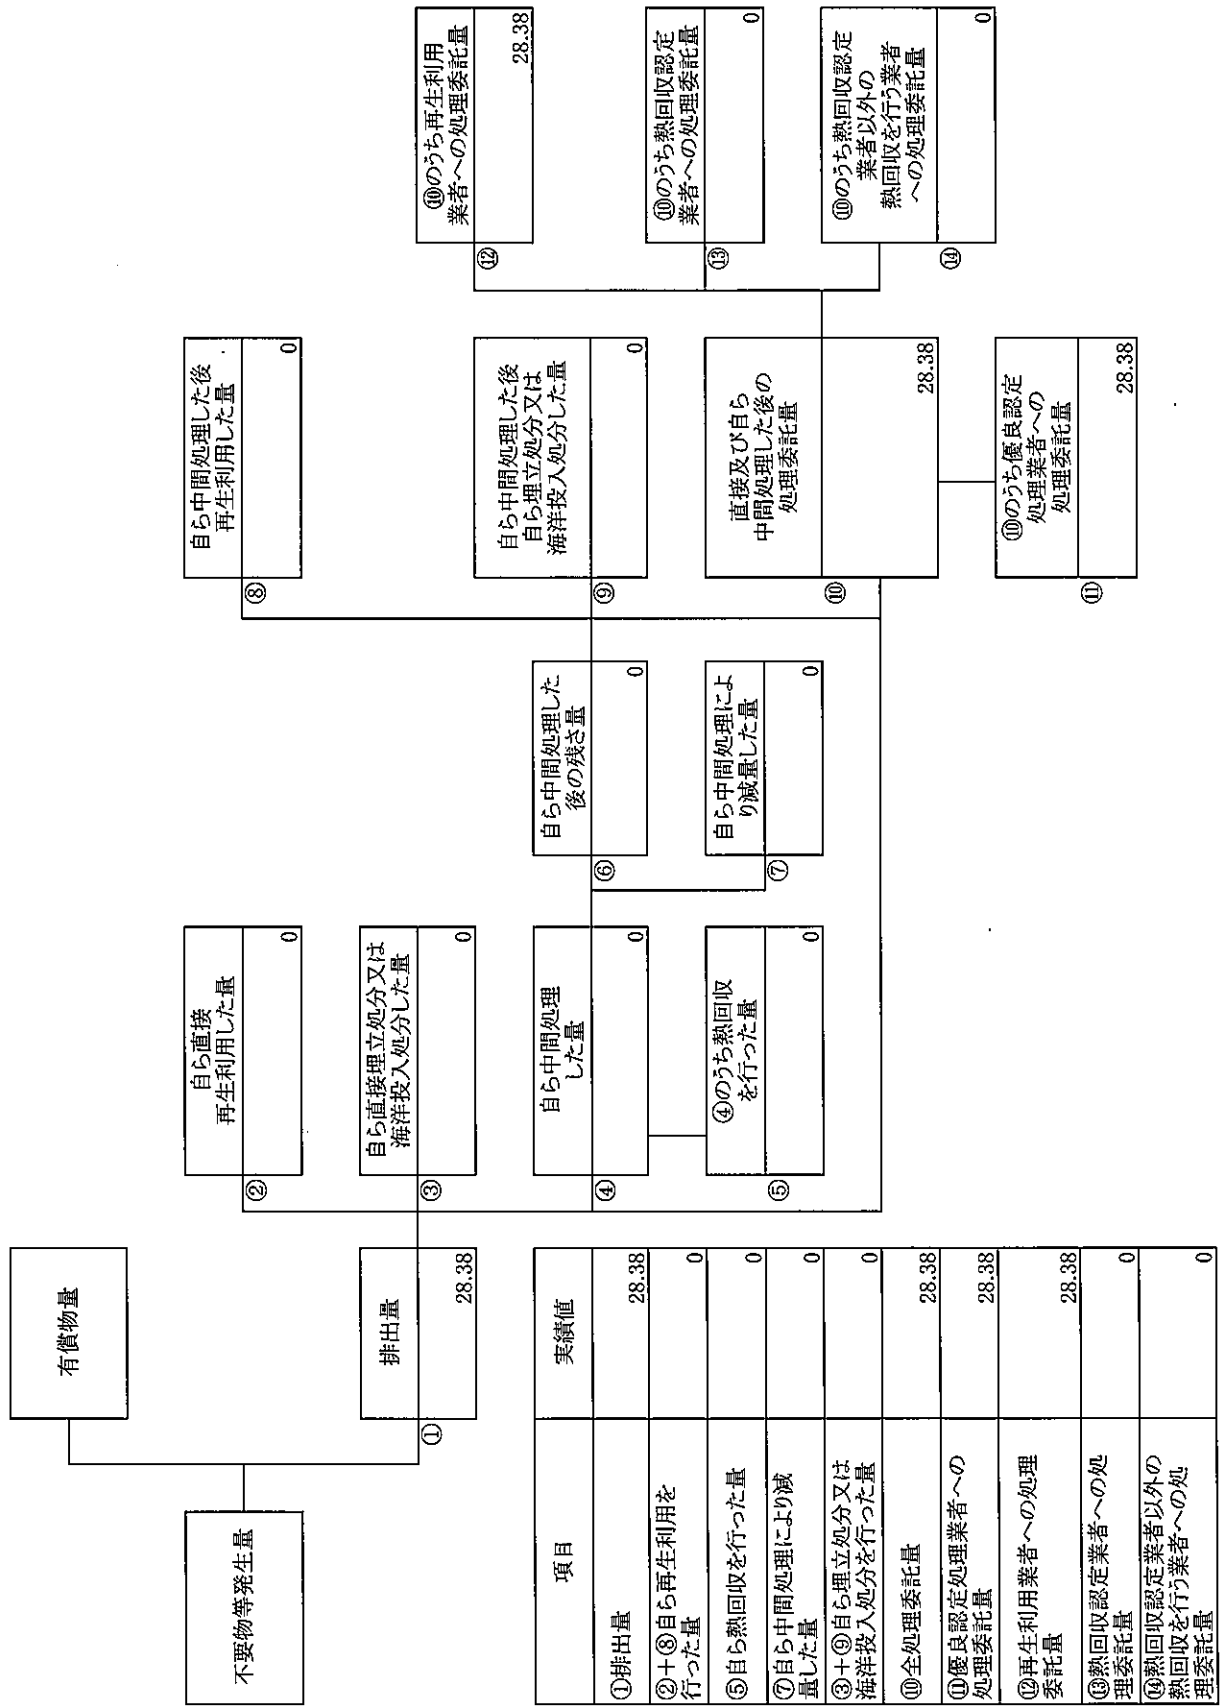 不要物等発生量
有償物量
①
排出量
28.38
②
自ら直接
再生利用した量
0
③
自ら直接埋立処分又は
海洋投入処分した量
0
④
自ら中間処理
した量
0
⑤
④のうち熱回収
を行った量
0
⑥
自ら中間処理した
後の残さ量
0
⑦
自ら中間処理によ
り減量した量
0
⑧
自ら中間処理した後
再生利用した量
0
⑨
自ら中間処理した後
自ら埋立処分又は
海洋投入処分した量
0
⑩
直接及び自ら
中間処理した後の
処理委託量
28.38
⑪
⑩のうち優良認定
処理業者への
処理委託量
28.38
⑫
⑩のうち再生利用
業者への処理委託量
28.38
⑬
⑩のうち熱回収認定
業者への処理委託量
0
⑭
⑩のうち熱回収認定
業者以外の
熱回収を行う業者
への処理委託量
0
項目 実績値
①排出量 28.38
②+⑧自ら再生利用を
行った量 0
⑤自ら熱回収を行った量 0
⑦自ら中間処理により減
量した量 0
③+⑨自ら埋立処分又は
海洋投入処分を行った量 0
⑩全処理委託量 28.38
⑪優良認定処理業者への
処理委託量 28.38
⑫再生利用業者への処理
委託量 28.38
⑬熱回収認定業者への処
理委託量 0
⑭熱回収認定業者以外の
熱回収を行う業者への処
理委託量 0